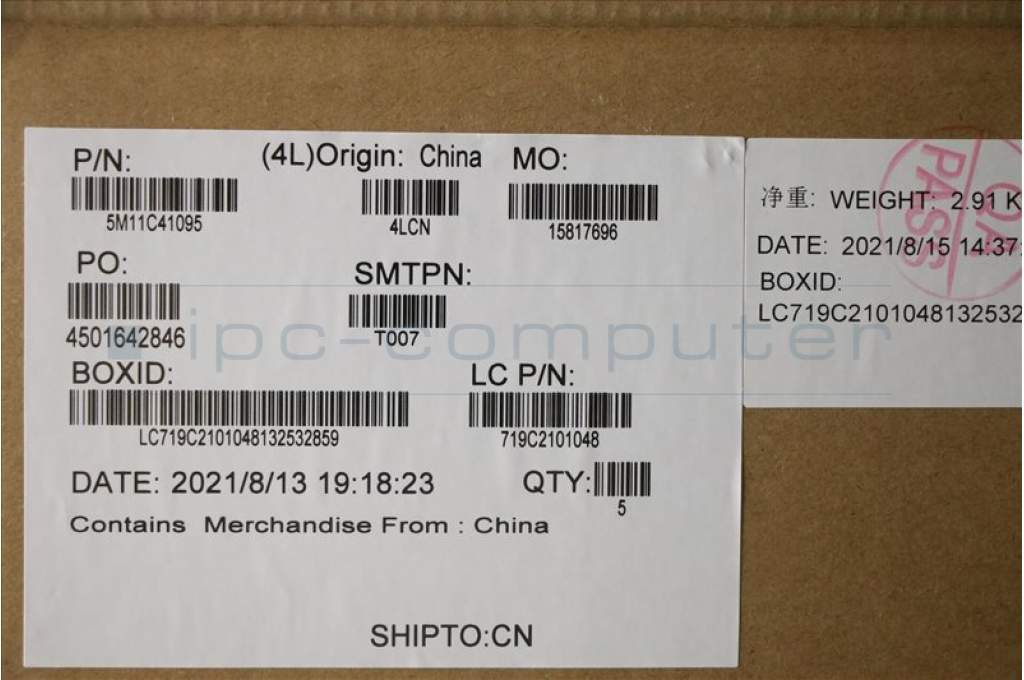 P/N:
5M11C41095
(4L)Origin: China
4LCN
MO:
15817696
PO:
4501642846
SMTPN:
T007
BOXID:
LC719C2101048132532859
LC P/N:
719C2101048
DATE: 2021/8/13 19:18:23
QTY:
5
Contains Merchandise From : China
SHIPTO:CN
净重: WEIGHT: 2.91 K
DATE: 2021/8/15 14:37:
BOXID:
LC719C2101048132532
QA
PASS
ipc-computer